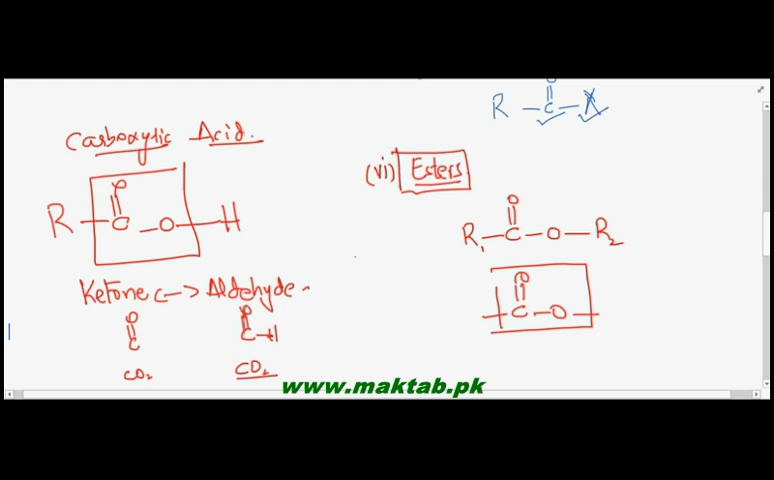 O
R - C - R
Carboxylic Acid.
O
R - C - O - H
(vi) Esters
O
R1 - C - O - R2
Ketone <-> Aldehyde -
O
C
O
C-H
O
- C - O -
CO2
CO2
www.maktab.pk